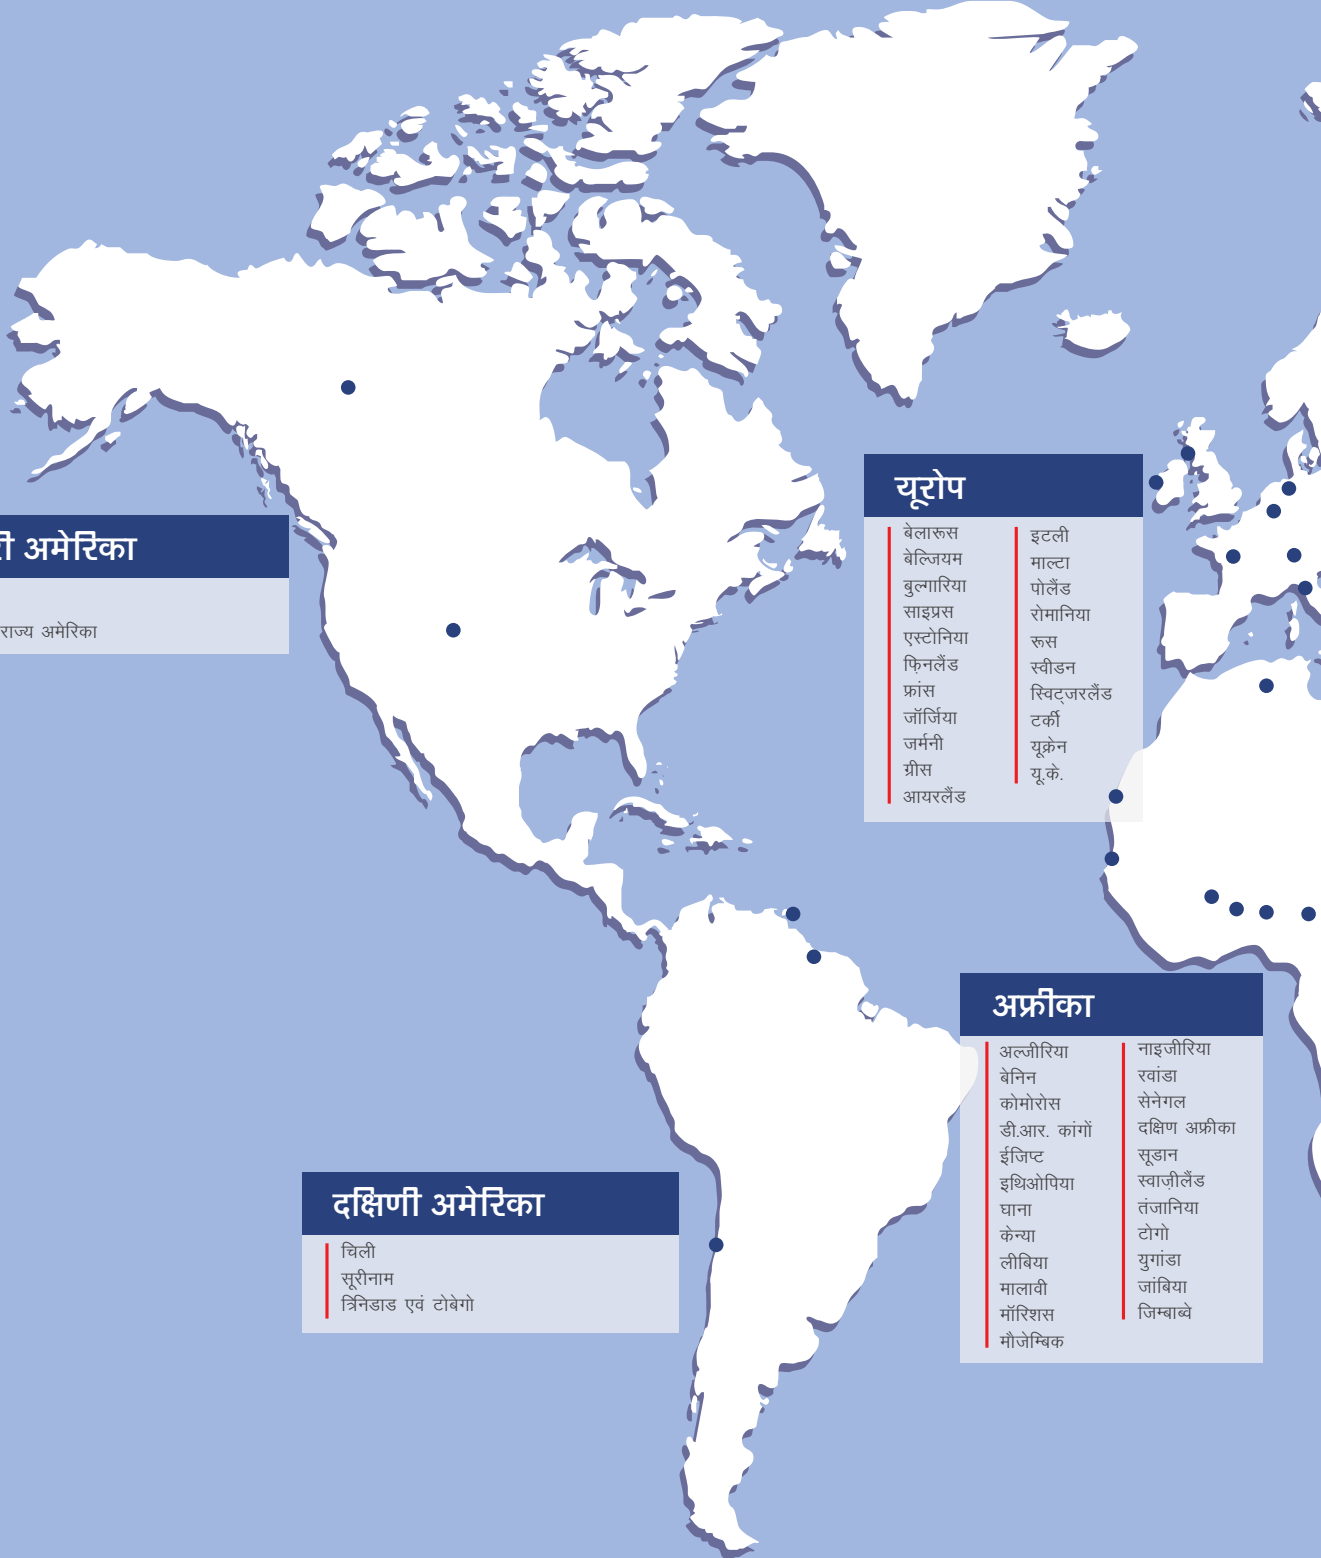 री अमेरिका
राज्य अमेरिका
यूरोप
बेलारूस
बेल्जियम
बुल्गारिया
साइप्रस
एस्टोनिया
फि़नलैंड
फ्रांस
जॉर्जिया
जर्मनी
ग्रीस
आयरलैंड
इटली
माल्टा
पोलैंड
रोमानिया
रूस
स्वीडन
स्विट्जरलैंड
टर्की
यूक्रेन
यू.के.
अफ्रीका
अल्जीरिया
बेनिन
कोमोरोस
डी.आर. कांगों
ईजिप्ट
इथिओपिया
घाना
केन्या
लीबिया
मालावी
मॉरिशस
मौजेम्बिक
नाइजीरिया
रवांडा
सेनेगल
दक्षिण अफ्रीका
सूडान
स्वाज़ीलैंड
तंजानिया
टोगो
युगांडा
जांबिया
जिम्बाब्वे
दक्षिणी अमेरिका
चिली
सूरीनाम
त्रिनिडाड एवं टोबेगो